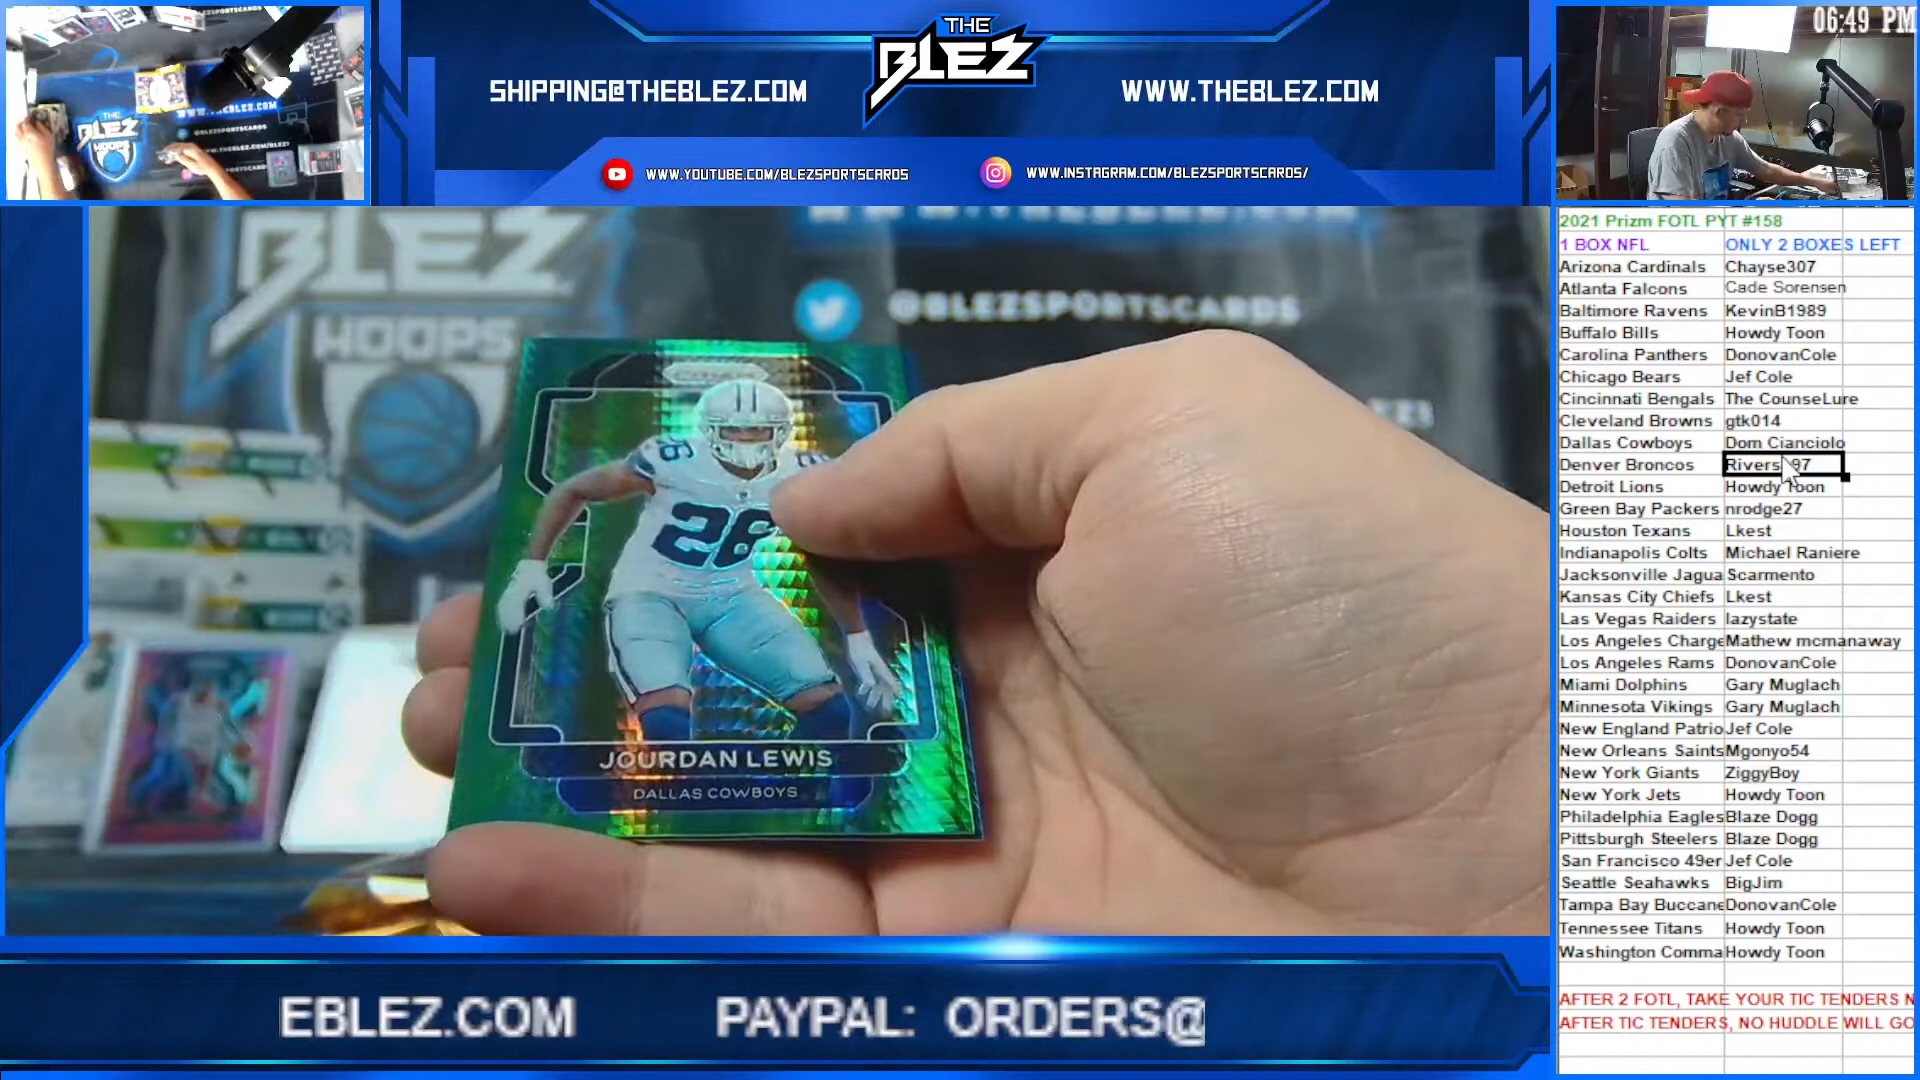 THE
BLEZ
SHIPPING@THEBLEZ.COM
WWW.THEBLEZ.COM
WWW.YOUTUBE.COM/BLEZSPORTSCARDS
WWW.INSTAGRAM.COM/BLEZSPORTSCARDS/
06:49 PM
THE
BLEZ
HOOPS
BLEZ
HOOPS
@BLEZSPORTSCARDS
28
JOURDAN LEWIS
DALLAS COWBOYS
2021 Prizm FOTL PYT #158
1 BOX NFL ONLY 2 BOXES LEFT
Arizona Cardinals Chayse307
Atlanta Falcons Cade Sorensen
Baltimore Ravens KevinB1989
Buffalo Bills Howdy Toon
Carolina Panthers DonovanCole
Chicago Bears Jef Cole
Cincinnati Bengals The CounseLure
Cleveland Browns gtk014
Dallas Cowboys Dom Cianciolo
Denver Broncos
Detroit Lions Howdy Toon
Green Bay Packers nrodge27
Houston Texans Lkest
Indianapolis Colts Michael Raniere
Jacksonville Jagua Scarmento
Kansas City Chiefs Lkest
Las Vegas Raiders lazystate
Los Angeles Charge Mathew mcmanaway
Los Angeles Rams DonovanCole
Miami Dolphins Gary Muglach
Minnesota Vikings Gary Muglach
New England Patrio Jef Cole
New Orleans Saints Mgonyo54
New York Giants ZiggyBoy
New York Jets Howdy Toon
Philadelphia Eagles Blaze Dogg
Pittsburgh Steelers Blaze Dogg
San Francisco 49er Jef Cole
Seattle Seahawks BigJim
Tampa Bay Buccane DonovanCole
Tennessee Titans Howdy Toon
Washington Comma Howdy Toon
AFTER 2 FOTL, TAKE YOUR TIC TENDERS N
AFTER TIC TENDERS, NO HUDDLE WILL GO
EBLEZ.COM PAYPAL: ORDERS@